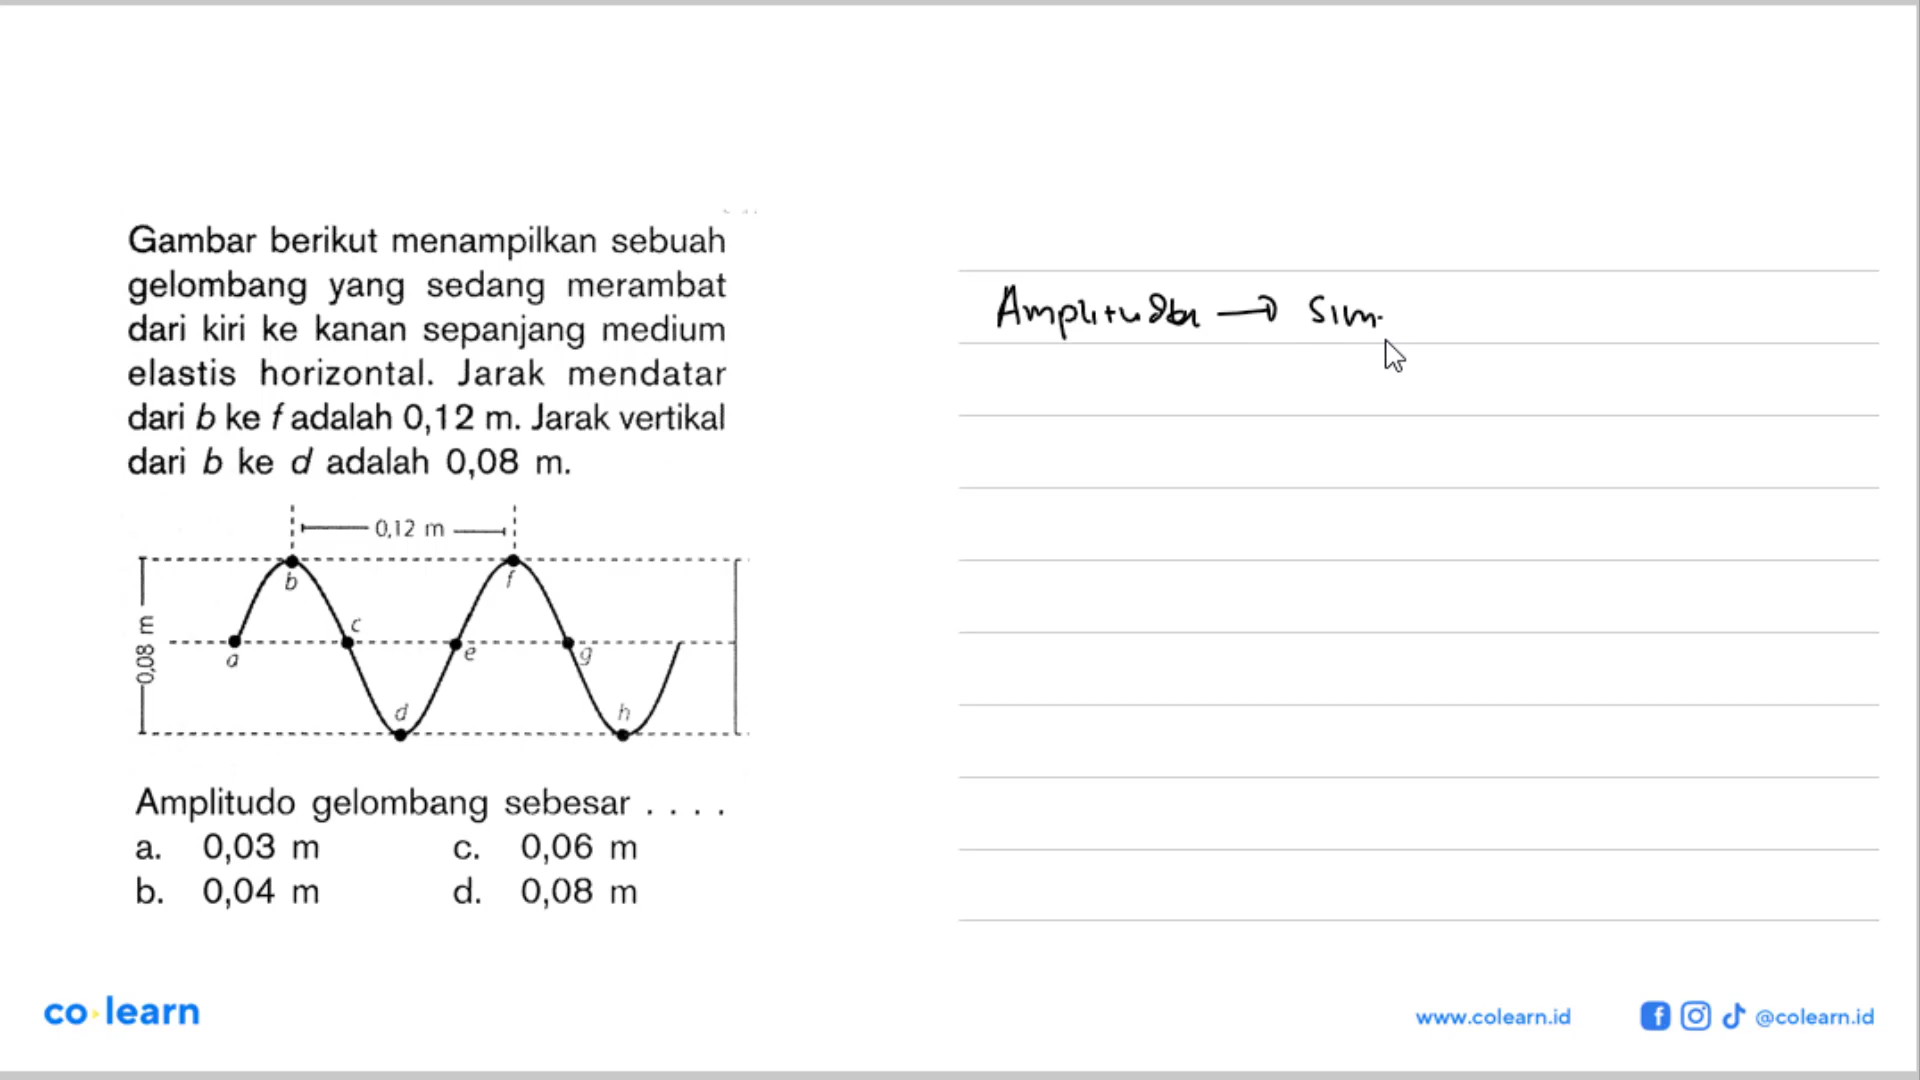 Gambar berikut menampilkan sebuah
gelombang yang sedang merambat
dari kiri ke kanan sepanjang medium
elastis horizontal. Jarak mendatar
dari b ke f adalah 0,12 m. Jarak vertikal
dari b ke d adalah 0,08 m.
0,12 m
b
f
c
0,08 m
a
e
g
d
h
Amplitudo gelombang sebesar . . . .
a. 0,03 m c. 0,06 m
b. 0,04 m d. 0,08 m
→ Sim.
co learn
www.colearn.id
@colearn.id